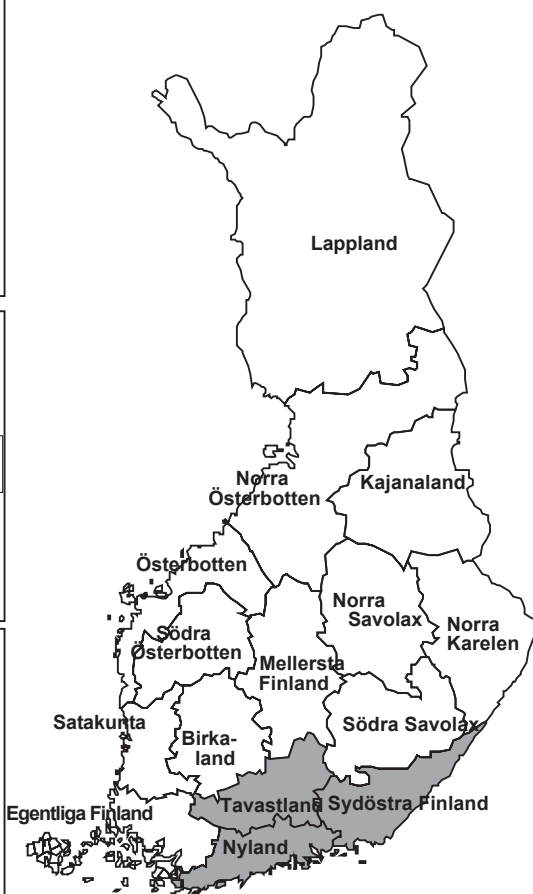 Lappland
Norra
Österbotten
Kajanaland
Österbotten
Norra
Savolax
Norra
Karelen
Södra
Österbotten
Mellersta
Finland
Satakunta
Birka-
land
Södra Savolax
Egentliga Finland
Tavastland
Sydöstra Finland
Nyland